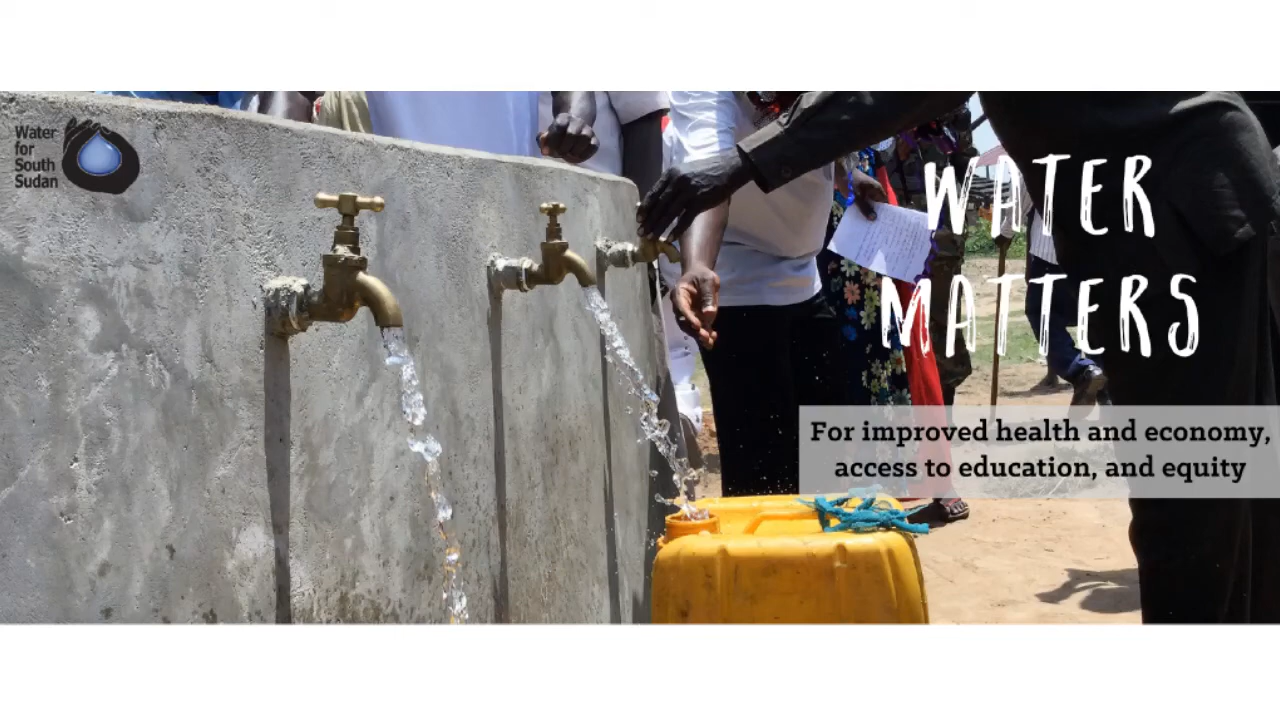 Water
for
South
Sudan
WATER
MATTERS
For improved health and economy,
access to education, and equity